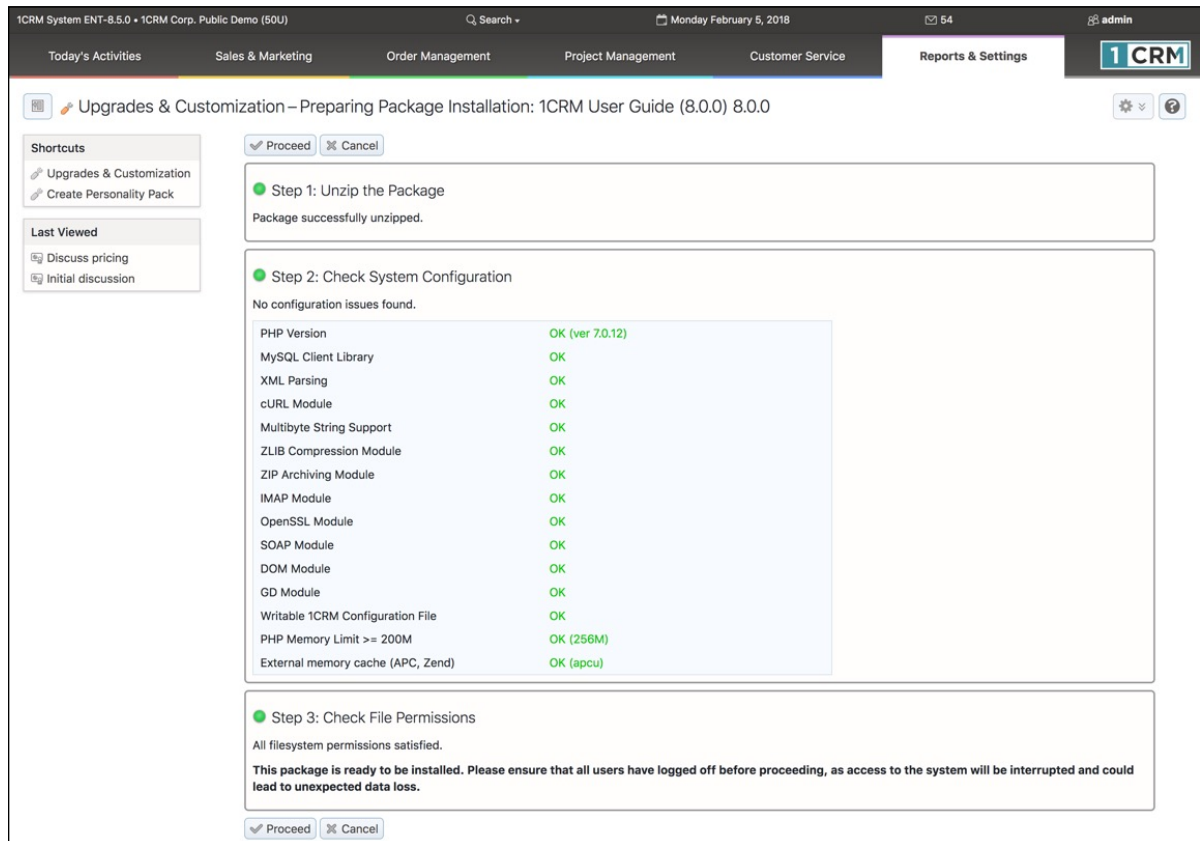 1CRM System ENT-8.5.0 • 1CRM Corp. Public Demo (50U)
Search
Monday February 5, 2018
54
admin
Today's Activities
Sales & Marketing
Order Management
Project Management
Customer Service
Reports & Settings
1 CRM
Upgrades & Customization – Preparing Package Installation: 1CRM User Guide (8.0.0) 8.0.0
?
Shortcuts
Upgrades & Customization
Create Personality Pack
Last Viewed
Discuss pricing
Initial discussion
Proceed Cancel
Step 1: Unzip the Package
Package successfully unzipped.
Step 2: Check System Configuration
No configuration issues found.
PHP Version OK (ver 7.0.12)
MySQL Client Library OK
XML Parsing OK
cURL Module OK
Multibyte String Support OK
ZLIB Compression Module OK
ZIP Archiving Module OK
IMAP Module OK
OpenSSL Module OK
SOAP Module OK
DOM Module OK
GD Module OK
Writable 1CRM Configuration File OK
PHP Memory Limit >= 200M OK (256M)
External memory cache (APC, Zend) OK (apcu)
Step 3: Check File Permissions
All filesystem permissions satisfied.
This package is ready to be installed. Please ensure that all users have logged off before proceeding, as access to the system will be interrupted and could
lead to unexpected data loss.
Proceed Cancel